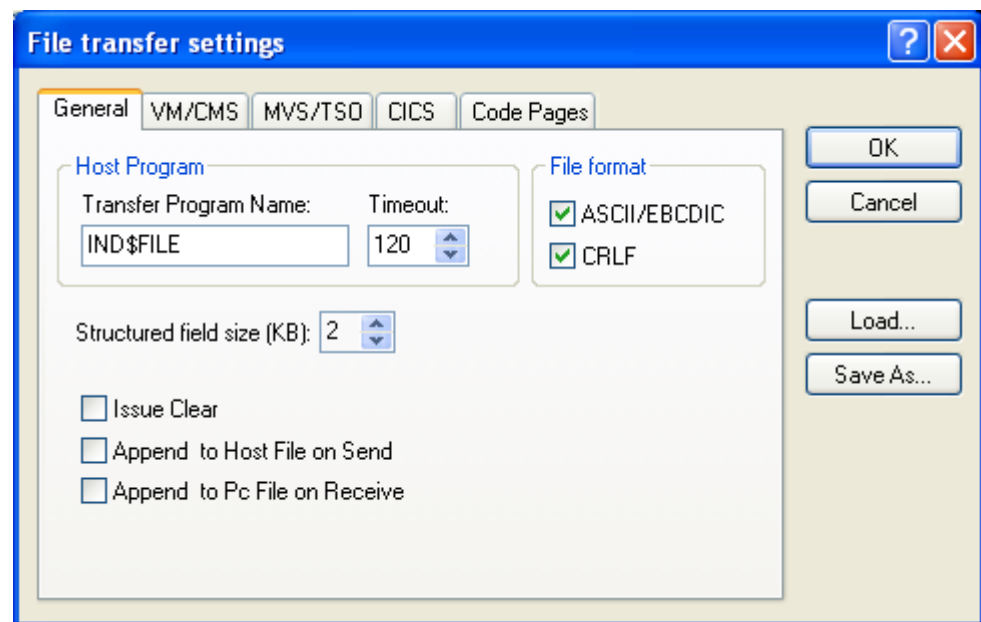 File transfer settings
General VM/CMS MVS/TSO CICS Code Pages
Host Program
Transfer Program Name: Timeout:
IND$FILE 120
File format
ASCII/EBCDIC
CRLF
Structured field size (KB): 2
Issue Clear
Append to Host File on Send
Append to Pc File on Receive
OK
Cancel
Load...
Save As...